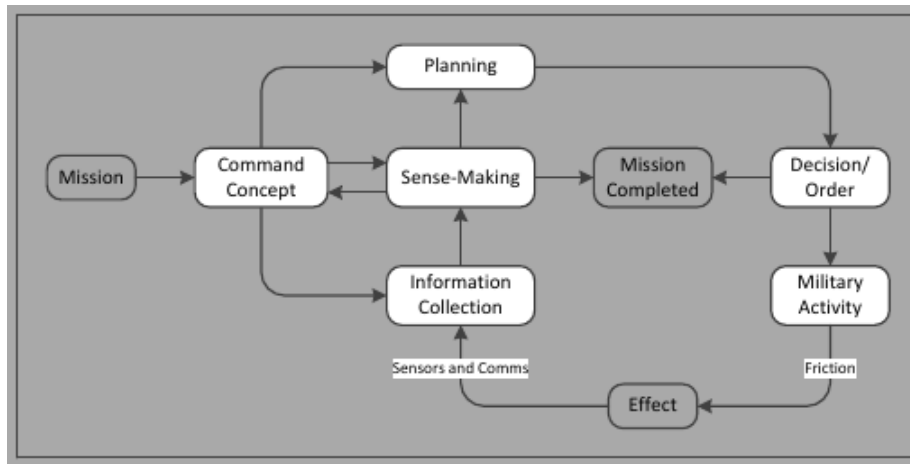 Planning
Mission
Command
Concept
Sense-Making
Mission
Completed
Decision/
Order
Information
Collection
Military
Activity
Sensors and Comms
Friction
Effect